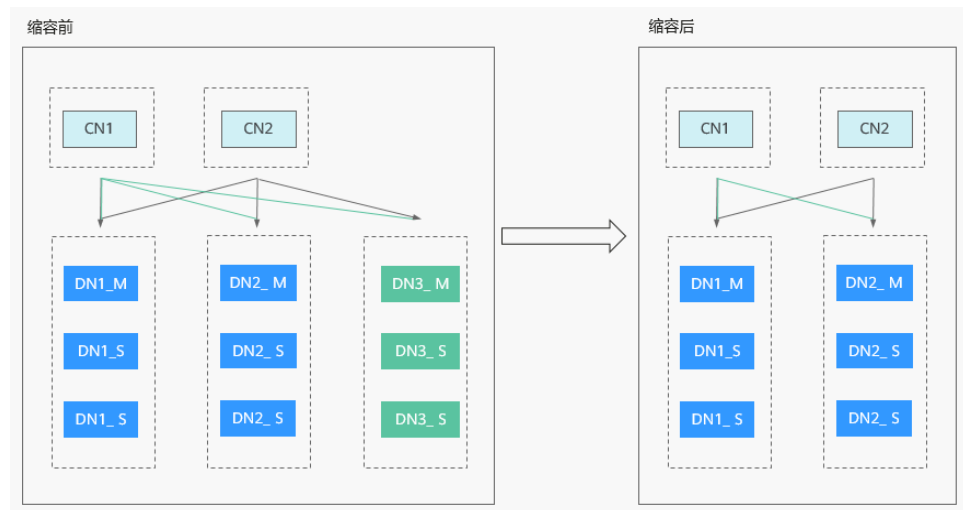 缩容前
CN1
CN2
DN1_M
DN2_ M
DN3_ M
DN1_S
DN2_ S
DN3_ S
DN1_ S
DN2_ S
DN3_ S
缩容后
CN1
CN2
DN1_M
DN2_ M
DN1_S
DN2_ S
DN1_ S
DN2_ S